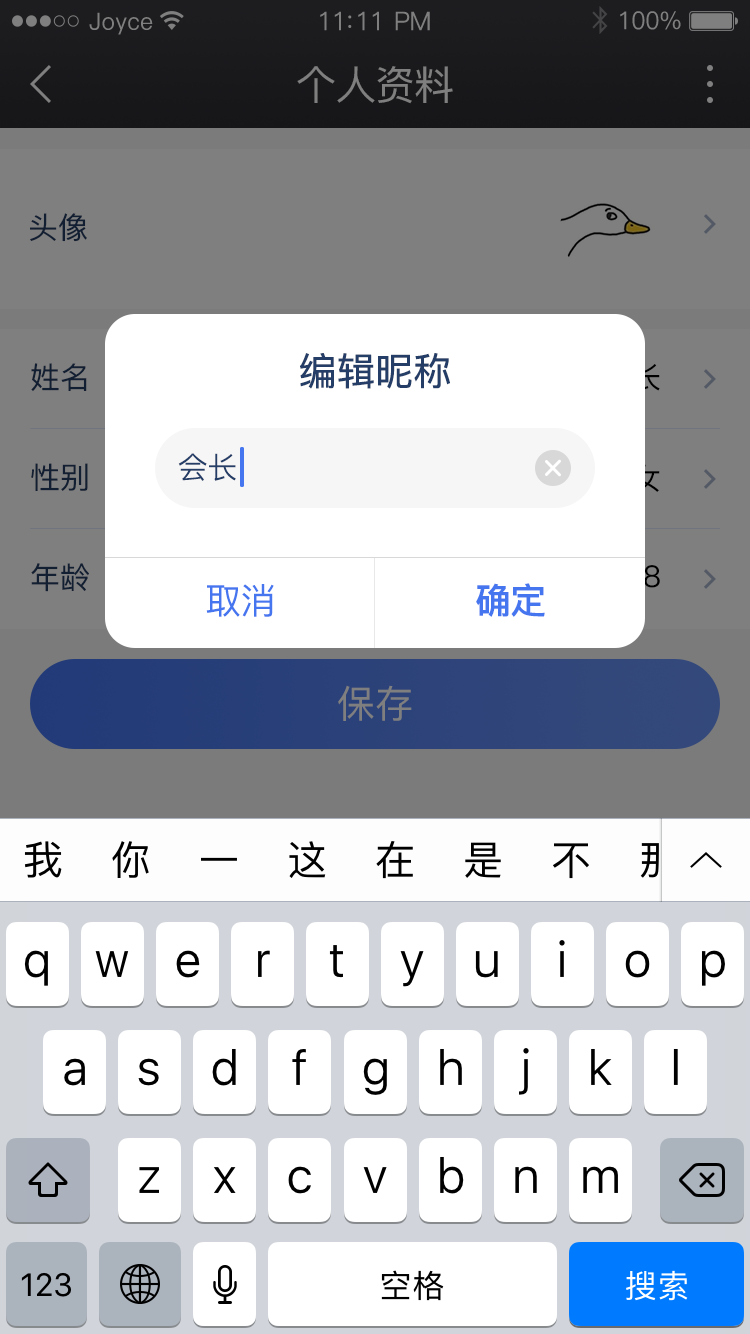 Joyce 11:11 PM 100%
个人资料
头像
编辑昵称
姓名 长
会长
性别 女
年龄 8
取消 确定
保存
我 你 一 这 在 是 不 那
q w e r t y u i o p
a s d f g h j k l
z x c v b n m
123 空格 搜索